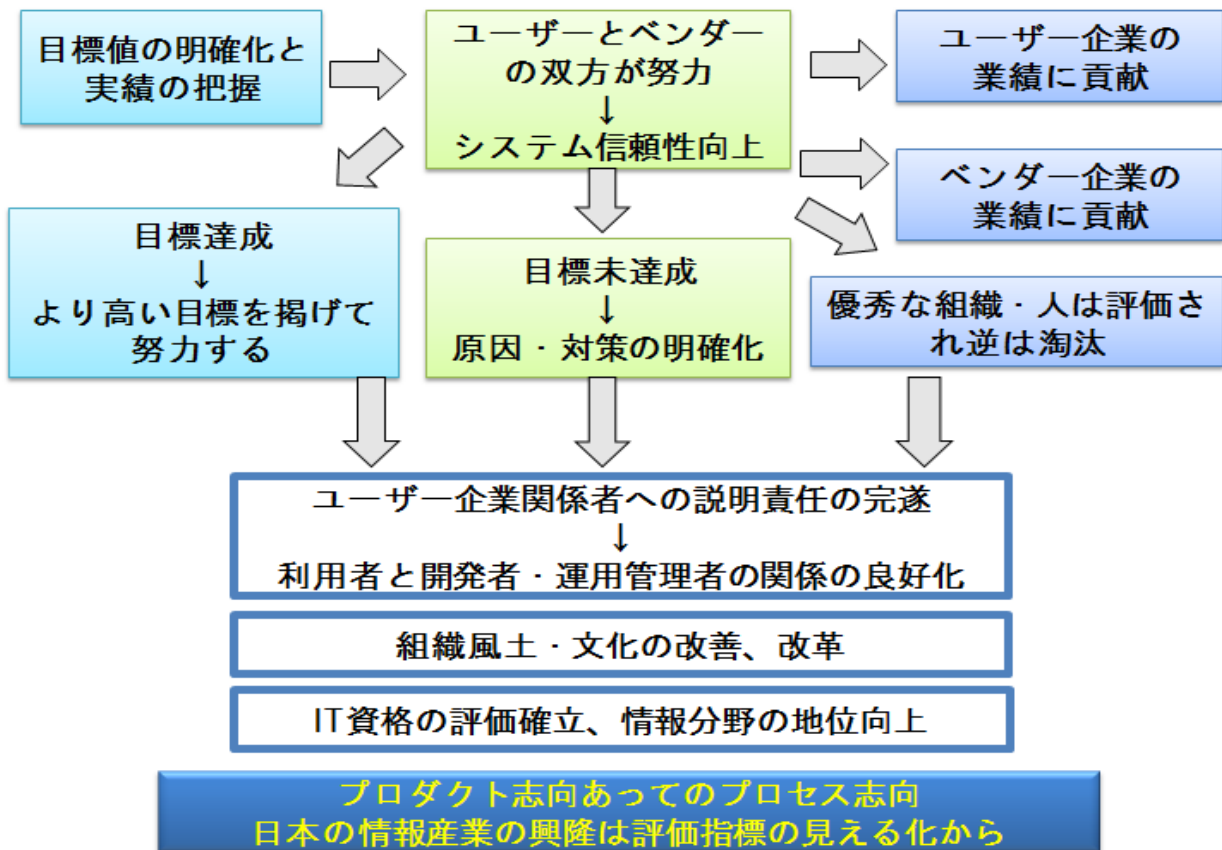 目標値の明確化と
実績の把握
ユーザーとベンダー
の双方が努力
↓
システム信頼性向上
ユーザー企業の
業績に貢献
ベンダー企業の
業績に貢献
目標達成
↓
より高い目標を掲げて
努力する
目標未達成
↓
原因・対策の明確化
優秀な組織・人は評価さ
れ逆は淘汰
ユーザー企業関係者への説明責任の完遂
↓
利用者と開発者・運用管理者の関係の良好化
組織風土・文化の改善、改革
IT資格の評価確立、情報分野の地位向上
プロダクト志向あってのプロセス志向
日本の情報産業の興隆は評価指標の見える化から